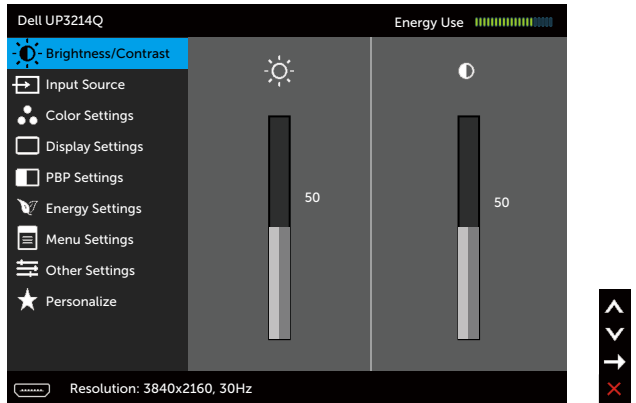 Dell UP3214Q
Energy Use
Brightness/Contrast
Input Source
Color Settings
Display Settings
PBP Settings
Energy Settings
Menu Settings
Other Settings
Personalize
50
50
Resolution: 3840x2160, 30Hz